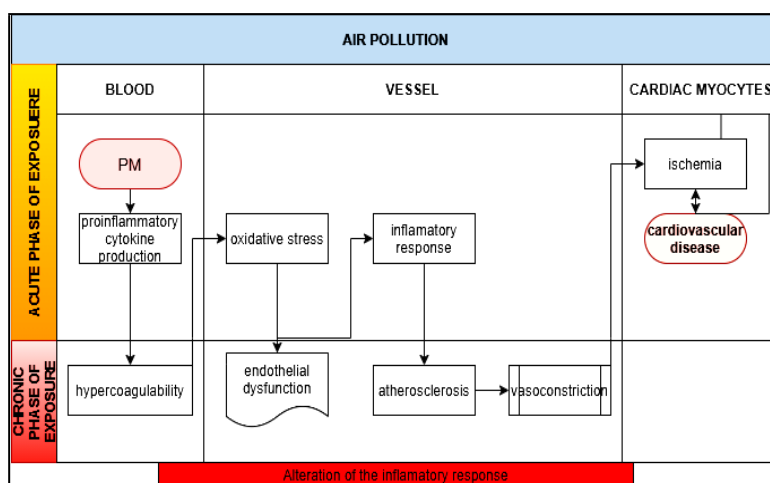 AIR POLLUTION
BLOOD
VESSEL
CARDIAC MYOCYTES
ACUTE PHASE OF EXPOSUERE
PM
proinflammatory
cytokine
production
oxidative stress
inflamatory
response
ischemia
cardiovascular
disease
CHRONIC
PHASE OF
EXPOSURE
hypercoagulability
endothelial
dysfunction
atherosclerosis
vasoconstriction
Alteration of the inflamatory response